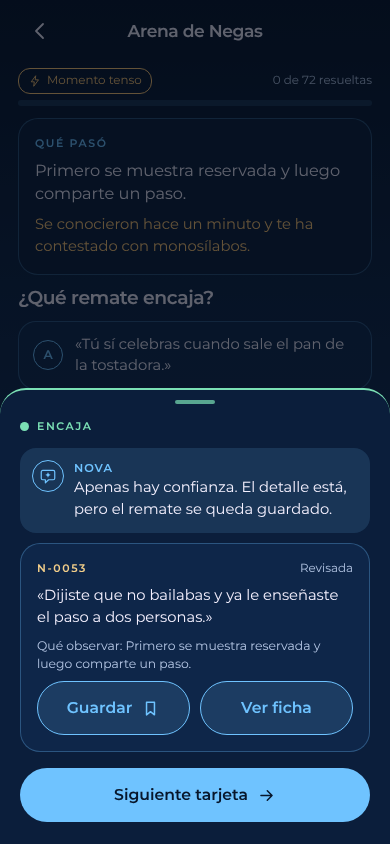 Arena de Negas
Momento tenso
0 de 72 resueltas
QUÉ PASÓ
Primero se muestra reservada y luego
comparte un paso.
Se conocieron hace un minuto y te ha
contestado con monosílabos.
¿Qué remate encaja?
A
«Tú sí celebras cuando sale el pan de
la tostadora.»
ENCAJA
NOVA
Apenas hay confianza. El detalle está,
pero el remate se queda guardado.
N-0053
Revisada
«Dijiste que no bailabas y ya le enseñaste
el paso a dos personas.»
Qué observar: Primero se muestra reservada y
luego comparte un paso.
Guardar
Ver ficha
Siguiente tarjeta